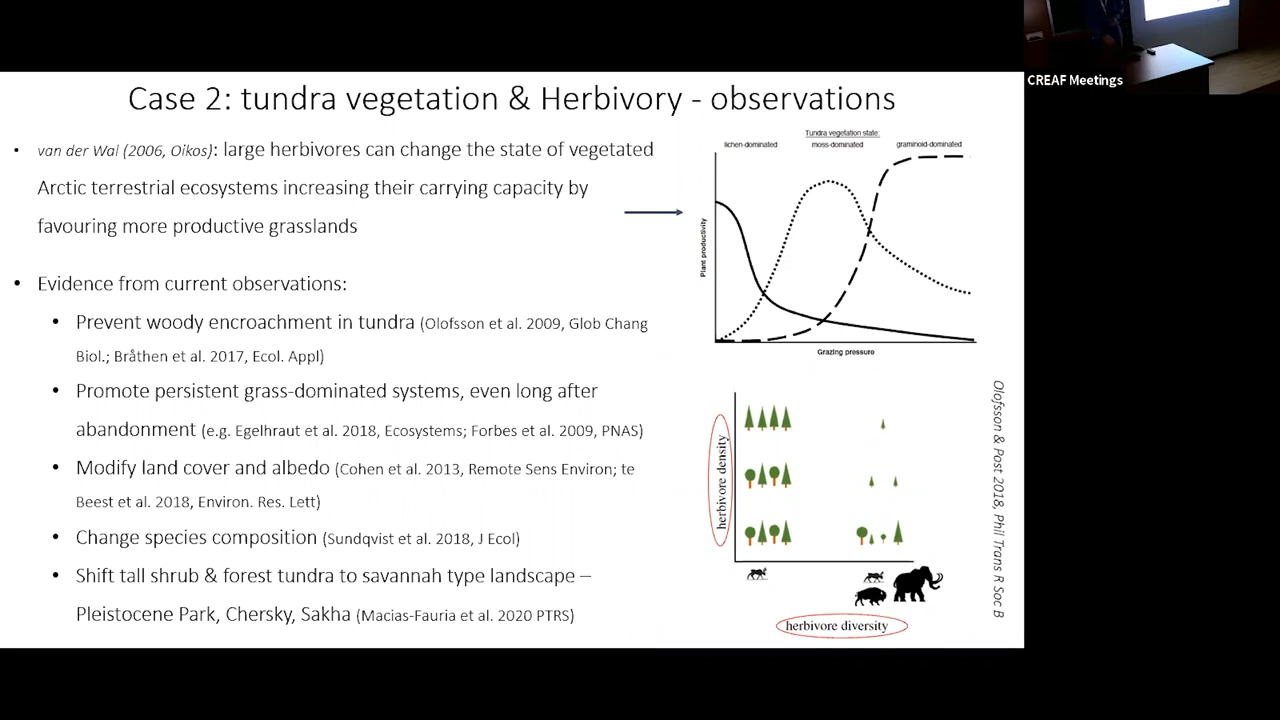 CREAF Meetings
Case 2: tundra vegetation & Herbivory - observations
• van der Wal (2006, Oikos): large herbivores can change the state of vegetated
Arctic terrestrial ecosystems increasing their carrying capacity by
favouring more productive grasslands
• Evidence from current observations:
• Prevent woody encroachment in tundra (Olofsson et al. 2009, Glob Chang
Biol.; Bråthen et al. 2017, Ecol. Appl)
• Promote persistent grass-dominated systems, even long after
abandonment (e.g. Egelhraut et al. 2018, Ecosystems; Forbes et al. 2009, PNAS)
• Modify land cover and albedo (Cohen et al. 2013, Remote Sens Environ; te
Beest et al. 2018, Environ. Res. Lett)
• Change species composition (Sundqvist et al. 2018, J Ecol)
• Shift tall shrub & forest tundra to savannah type landscape –
Pleistocene Park, Chersky, Sakha (Macias-Fauria et al. 2020 PTRS)
Tundra vegetation state:
lichen-dominated moss-dominated graminoid-dominated
Plant productivity
Grazing pressure
herbivore density
herbivore diversity
Olofsson & Post 2018, Phil Trans R Soc B